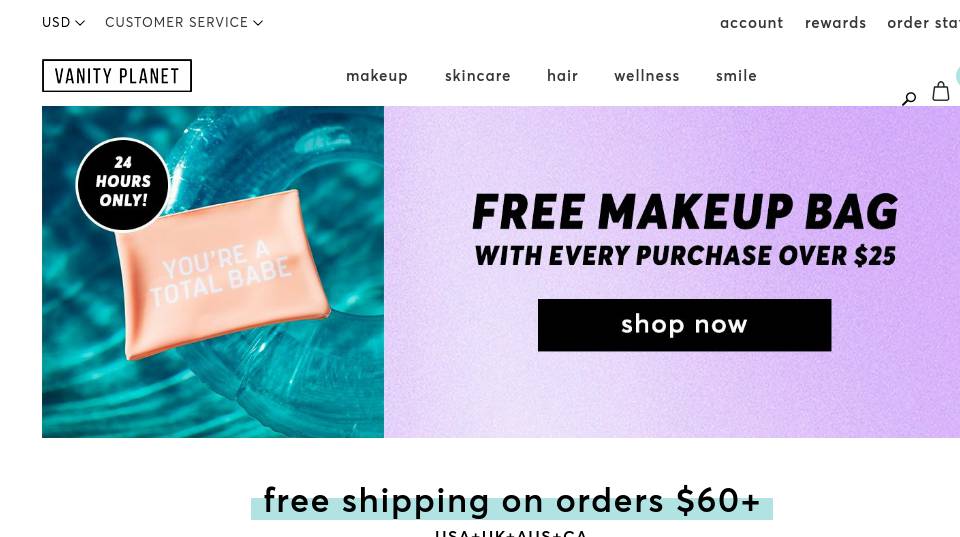 USD
CUSTOMER SERVICE
account
rewards
order
VANITY PLANET
makeup
skincare
hair
wellness
smile
24
HOURS
ONLY!
YOU'RE A
TOTAL BABE
FREE MAKEUP BAG
WITH EVERY PURCHASE OVER $25
shop now
free shipping on orders $60+
USA+UK+AUS+CA